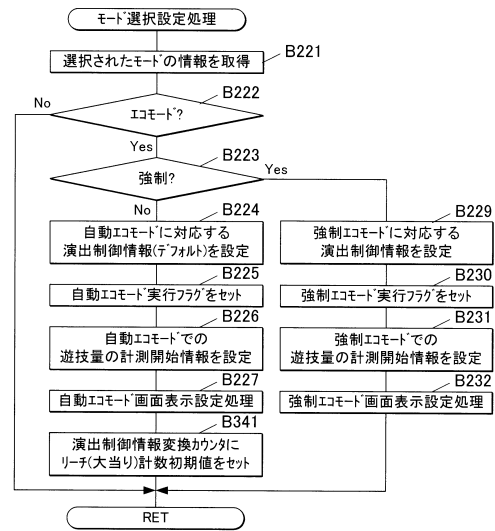 モード選択設定処理
B221
選択されたモードの情報を取得
B222
No
エコモード?
Yes
B223
強制?
Yes
No
B224
自動エコモードに対応する
演出制御情報(デフォルト)を設定
B225
自動エコモード実行フラグをセット
B226
自動エコモードでの
遊技量の計測開始情報を設定
B227
自動エコモード画面表示設定処理
B341
演出制御情報変換カウンタに
リーチ(大当り)計数初期値をセット
B229
強制エコモードに対応する
演出制御情報を設定
B230
強制エコモード実行フラグをセット
B231
強制エコモードでの
遊技量の計測開始情報を設定
B232
強制エコモード画面表示設定処理
RET